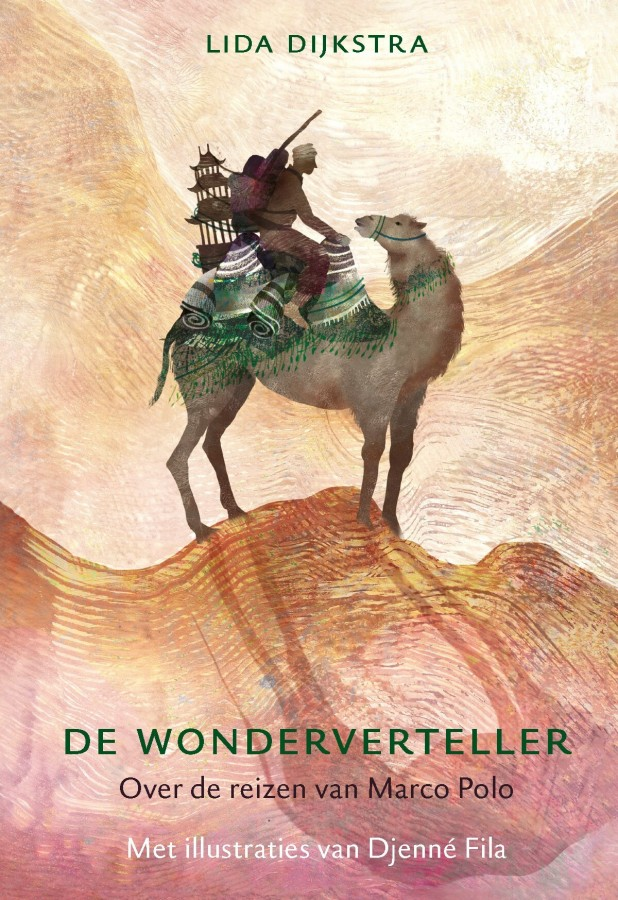 LIDA DIJKSTRA
DE WONDERVERTELLER
Over de reizen van Marco Polo
Met illustraties van Djenné Fila